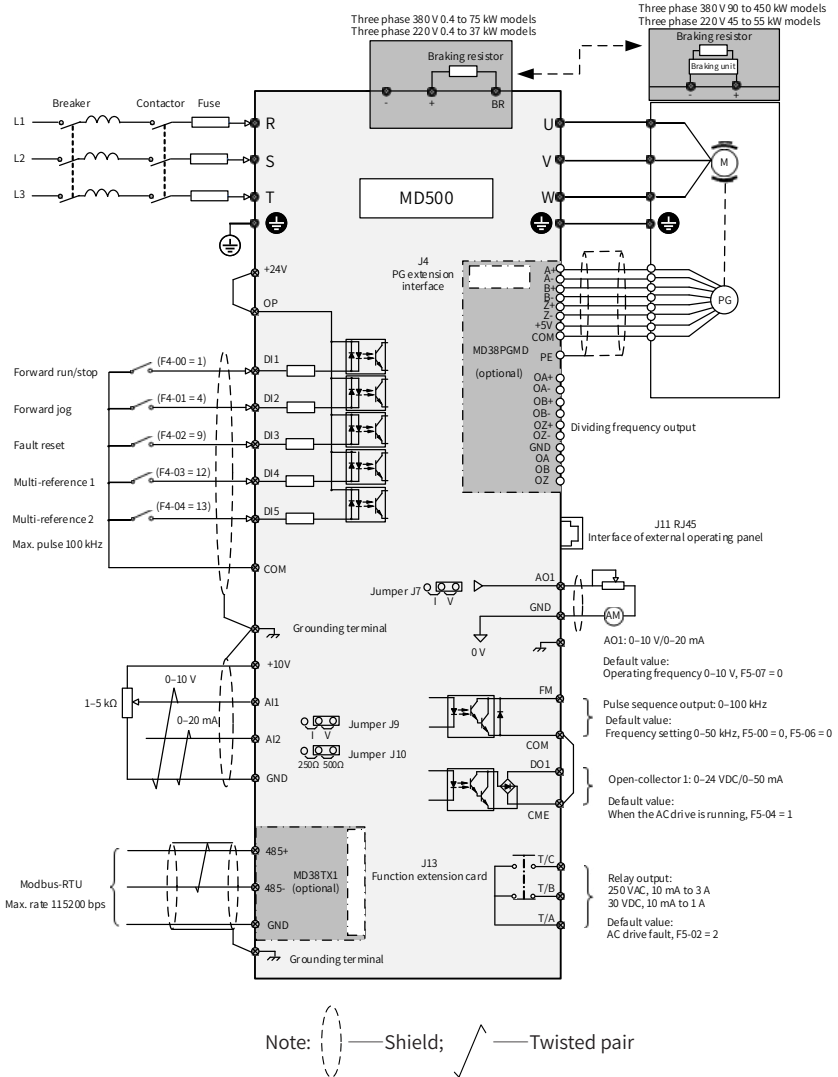 Three phase 380 V 0.4 to 75 kW models
Three phase 220 V 0.4 to 37 kW models
Braking resistor
-
+
BR
Three phase 380 V 90 to 450 kW models
Three phase 220 V 45 to 55 kW models
Braking resistor
Braking unit
-
+
Breaker
Contactor
Fuse
L1
R
L2
S
L3
T
MD500
U
V
W
M
+24V
OP
J4
PG extension
interface
MD38PGMD
(optional)
A+
A-
B+
B-
Z+
Z-
+5V
COM
PE
PG
OA+
OA-
OB+
OB-
OZ+
OZ-
GND
OA
OB
OZ
Dividing frequency output
Forward run/stop
(F4-00 = 1)
DI1
Forward jog
(F4-01 = 4)
DI2
Fault reset
(F4-02 = 9)
DI3
Multi-reference 1
(F4-03 = 12)
DI4
Multi-reference 2
(F4-04 = 13)
DI5
Max. pulse 100 kHz
COM
J11 RJ45
Interface of external operating panel
Jumper J7
I V
AO1
GND
0 V
AM
AO1: 0–10 V/0–20 mA
Default value:
Operating frequency 0–10 V, F5-07 = 0
Grounding terminal
+10V
0–10 V
1–5 kΩ
AI1
0–20 mA
AI2
GND
Jumper J9
I V
Jumper J10
250Ω 500Ω
FM
COM
Pulse sequence output: 0–100 kHz
Default value:
Frequency setting 0–50 kHz, F5-00 = 0, F5-06 = 0
DO1
CME
Open-collector 1: 0–24 VDC/0–50 mA
Default value:
When the AC drive is running, F5-04 = 1
Modbus-RTU
Max. rate 115200 bps
485+
485-
GND
MD38TX1
(optional)
J13
Function extension card
T/C
T/B
T/A
Relay output:
250 VAC, 10 mA to 3 A
30 VDC, 10 mA to 1 A
Default value:
AC drive fault, F5-02 = 2
Grounding terminal
Note:
Shield;
Twisted pair